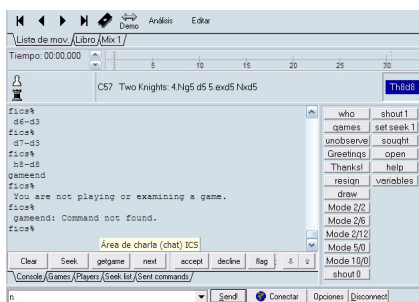 Demo Análisis Editar
Lista de mov. Libro Mix 1
Tiempo: 00:00,000
5 10 15 20 25 30
C57 Two Knights: 4.Ng5 d5 5.exd5 Nxd5
Th8d8
fics%
d6-d3
fics%
d7-d3
fics%
h8-d8
gameend
fics%
You are not playing or examining a game.
fics%
gameend: Command not found.
fics%
Área de charla (chat) ICS
who shout 1
games set seek 1
unobserve sought
Greetings open
Thanks! help
resign variables
draw
Mode 2/2
Mode 2/6
Mode 2/12
Mode 5/0
Mode 10/0
shout 0
Clear Seek getgame next accept decline flag
Console Games Players Seek list Sent commands
n Send! Conectar Opciones Disconnect